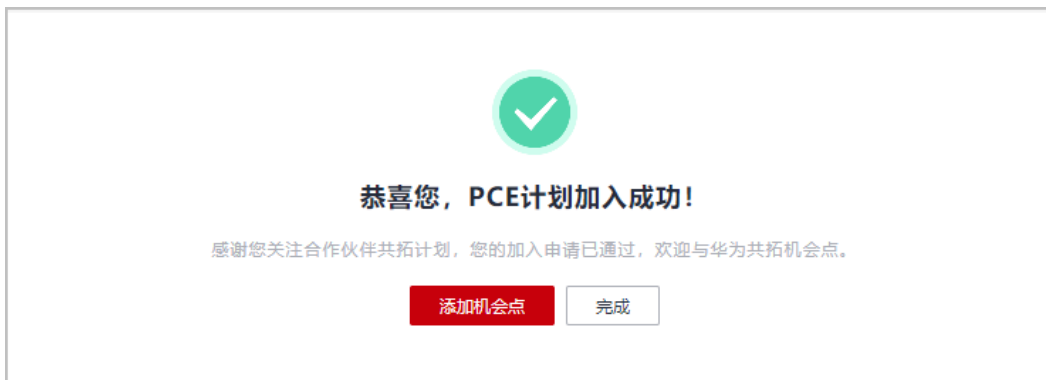 恭喜您，PCE计划加入成功！
感谢您关注合作伙伴共拓计划，您的加入申请已通过，欢迎与华为共拓机会点。
添加机会点
完成